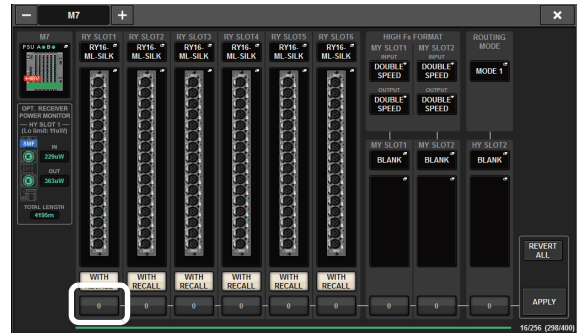 M7
M7
PSU A B
+48V
OPT. RECEIVER
POWER MONITOR
HY SLOT 1
(Lo limit: 11uW)
SMF
IN
229uW
OUT
363uW
TOTAL LENGTH
4195m
RY SLOT1
RY16-
ML-SILK
WITH
RECALL
0
RY SLOT2
RY16-
ML-SILK
WITH
RECALL
0
RY SLOT3
RY16-
ML-SILK
WITH
RECALL
0
RY SLOT4
RY16-
ML-SILK
WITH
RECALL
0
RY SLOT5
RY16-
ML-SILK
WITH
RECALL
0
RY SLOT6
RY16-
ML-SILK
WITH
RECALL
0
HIGH Fs FORMAT
MY SLOT1
INPUT
DOUBLE
SPEED
OUTPUT
DOUBLE
SPEED
MY SLOT2
INPUT
DOUBLE
SPEED
OUTPUT
DOUBLE
SPEED
ROUTING
MODE
MODE 1
MY SLOT1
BLANK
0
MY SLOT2
BLANK
0
HY SLOT2
BLANK
0
REVERT
ALL
APPLY
16/256 (298/400)